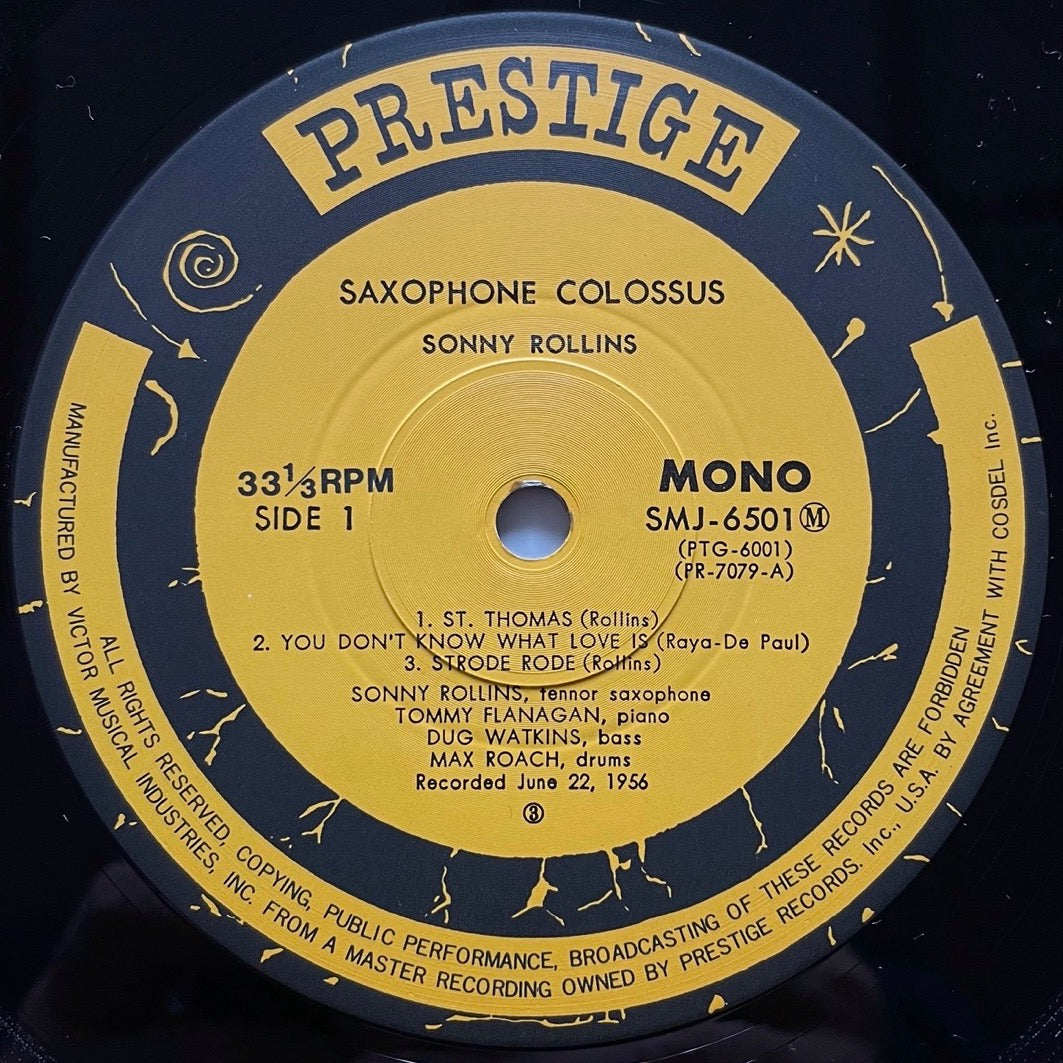 PRESTIGE
SAXOPHONE COLOSSUS
SONNY ROLLINS
33⅓RPM
SIDE 1
MONO
SMJ-6501 Ⓜ
(PTG-6001)
(PR-7079-A)
1. ST. THOMAS (Rollins)
2. YOU DON'T KNOW WHAT LOVE IS (Raya-De Paul)
3. STRODE RODE (Rollins)
SONNY ROLLINS, tennor saxophone
TOMMY FLANAGAN, piano
DUG WATKINS, bass
MAX ROACH, drums
Recorded June 22, 1956
③
ALL RIGHTS RESERVED, COPYING, PUBLIC PERFORMANCE, BROADCASTING OF THESE RECORDS ARE FORBIDDEN
MANUFACTURED BY VICTOR MUSICAL INDUSTRIES, INC. FROM A MASTER RECORDING OWNED BY PRESTIGE RECORDS. Inc., U.S.A. BY AGREEMENT WITH COSDEL Inc.